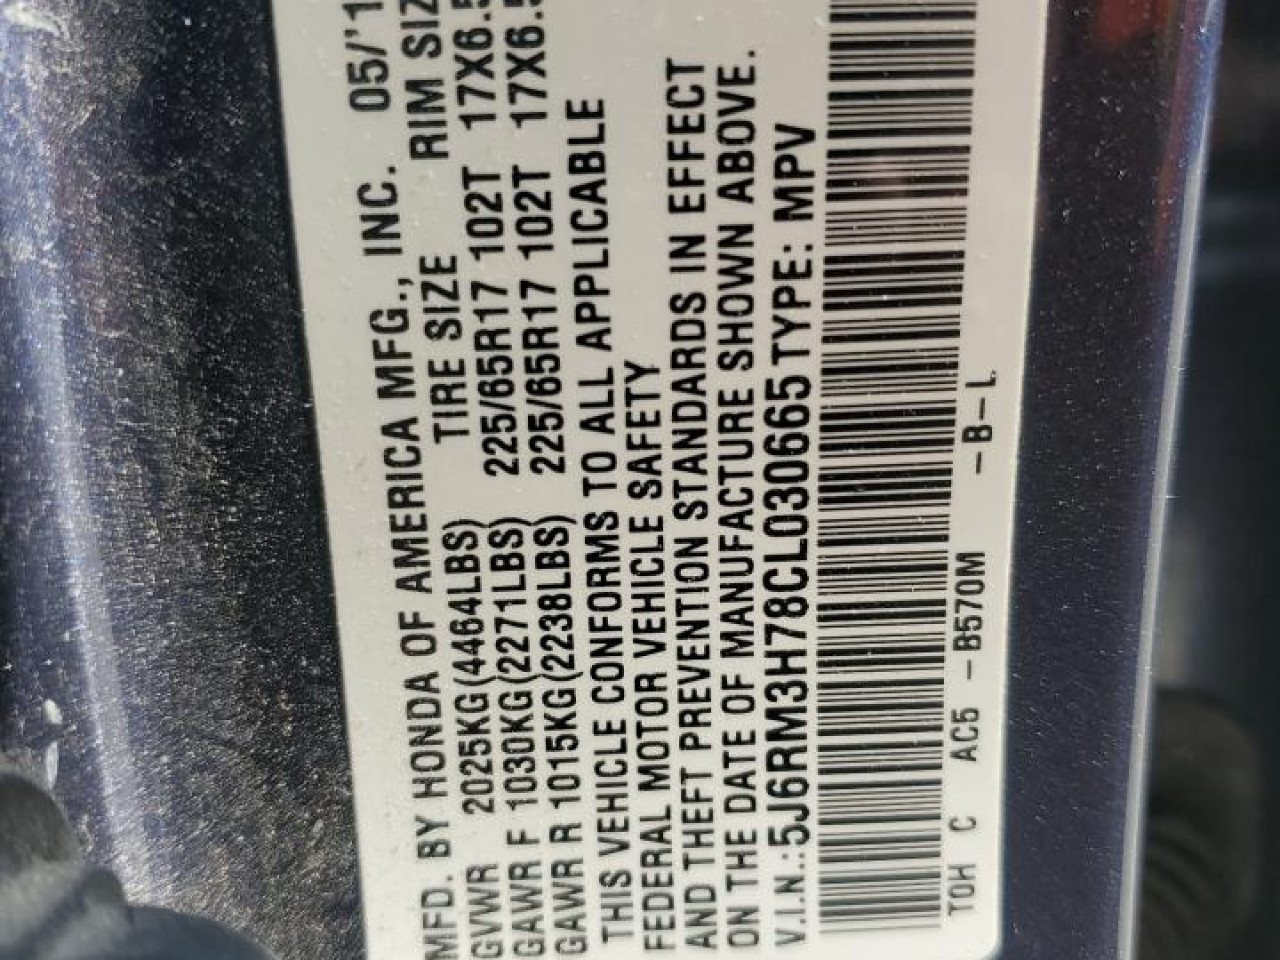 MFD. BY HONDA OF AMERICA MFG., INC. 05/'1
TIRE SIZE RIM SIZ
GVWR 2025KG(4464LBS)
GAWR F 1030KG(2271LBS) 225/65R17 102T 17X6.5
GAWR R 1015KG(2238LBS) 225/65R17 102T 17X6.5
THIS VEHICLE CONFORMS TO ALL APPLICABLE
FEDERAL MOTOR VEHICLE SAFETY
AND THEFT PREVENTION STANDARDS IN EFFECT
ON THE DATE OF MANUFACTURE SHOWN ABOVE.
V.I.N.:5J6RM3H78CL030665 TYPE: MPV
TOH C AC5 -B570M -B-L